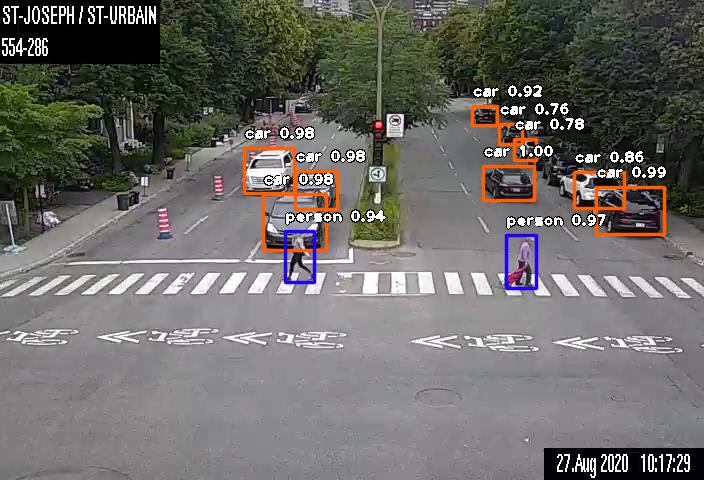 ST-JOSEPH / ST-URBAIN
554-286
car 0.92
car 0.76
car 0.78
car 0.98
car 0.98
car 1.00
car 0.86
car 0.98
car 0.99
person 0.94
person 0.97
27.Aug 2020 10:17:29